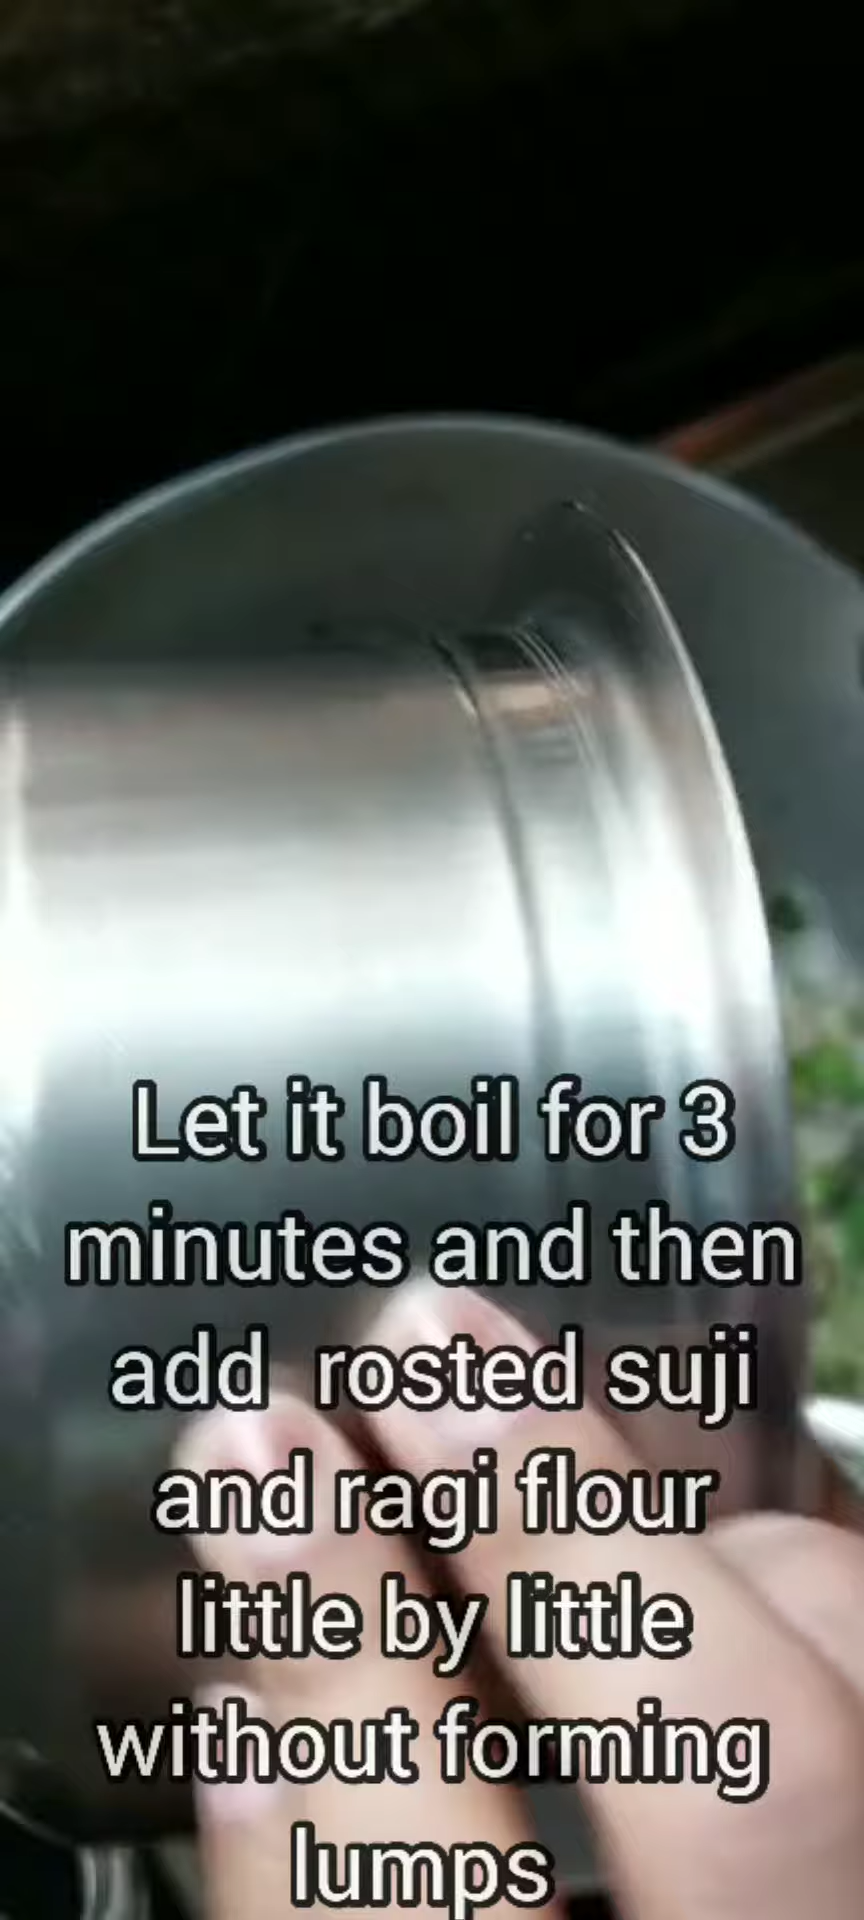 Let it boil for 3
minutes and then
add  rosted suji
and ragi flour
little by little
without forming
lumps